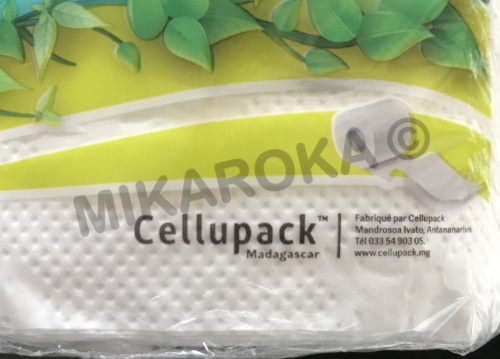 MIKAROKA ©
Cellupack™
Madagascar
Fabriqué par Cellupack
Mandrosoa Ivato, Antananarivo
Tél 033 54 903 05.
www.cellupack.mg